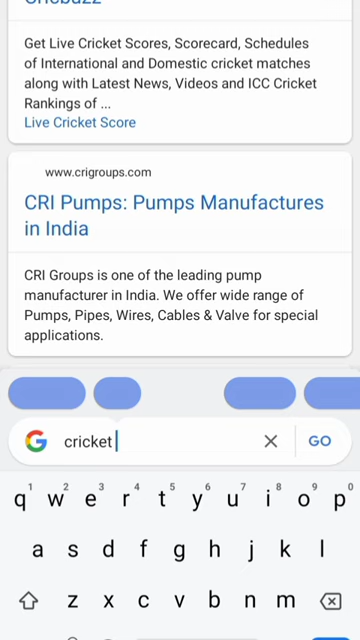 Cricbuzz
Get Live Cricket Scores, Scorecard, Schedules
of International and Domestic cricket matches
along with Latest News, Videos and ICC Cricket
Rankings of ...
Live Cricket Score
www.crigroups.com
CRI Pumps: Pumps Manufactures
in India
CRI Groups is one of the leading pump
manufacturer in India. We offer wide range of
Pumps, Pipes, Wires, Cables & Valve for special
applications.
cricket GO
1 2 3 4 5 6 7 8 9 0
q w e r t y u i o p
a s d f g h j k l
z x c v b n m